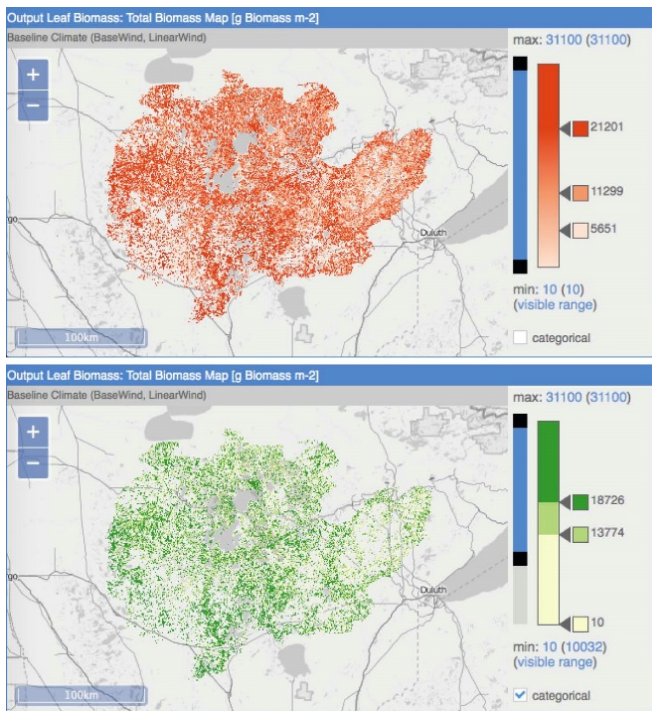 Output Leaf Biomass: Total Biomass Map [g Biomass m-2]
Baseline Climate (BaseWind, LinearWind)
max: 31100 (31100)
+
−
21201
11299
5651
go
Duluth
min: 10 (10)
(visible range)
100km
categorical
Output Leaf Biomass: Total Biomass Map [g Biomass m-2]
Baseline Climate (BaseWind, LinearWind)
max: 31100 (31100)
+
−
18726
13774
go
Duluth
10
min: 10 (10032)
(visible range)
100km
categorical